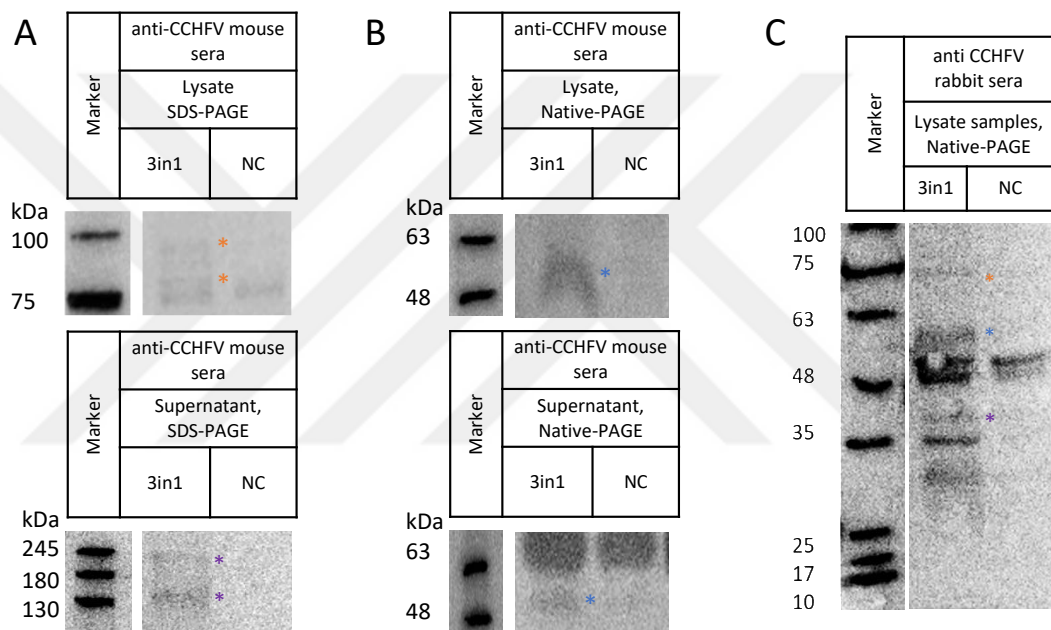 A
Marker
anti-CCHFV mouse
sera
Lysate
SDS-PAGE
3in1
NC
kDa
100
75
*
*
Marker
anti-CCHFV mouse
sera
Supernatant,
SDS-PAGE
3in1
NC
kDa
245
180
130
*
*
B
Marker
anti-CCHFV mouse
sera
Lysate,
Native-PAGE
3in1
NC
kDa
63
48
*
Marker
anti-CCHFV mouse
sera
Supernatant,
Native-PAGE
3in1
NC
kDa
63
48
*
C
Marker
anti CCHFV
rabbit sera
Lysate samples,
Native-PAGE
3in1
NC
100
75
63
48
35
25
17
10
*
*
*